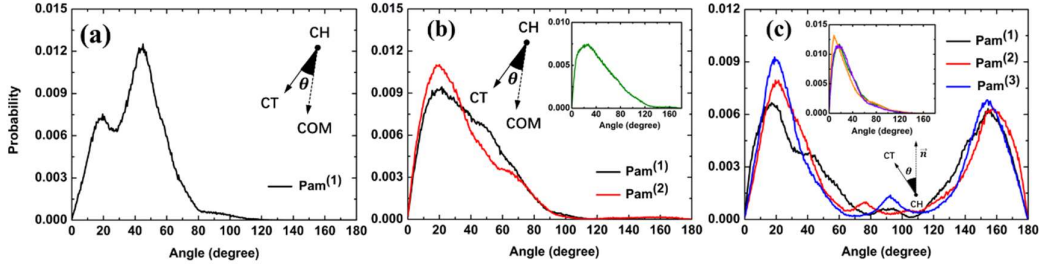 (a)
Probability
0.015
0.012
0.009
0.006
0.003
0.000
0 20 40 60 80 100 120 140 160 180
Angle (degree)
CH
θ
CT
COM
Pam(1)
(b)
0.015
0.012
0.009
0.006
0.003
0.000
0 20 40 60 80 100 120 140 160 180
Angle (degree)
CH
θ
CT
COM
Pam(1)
Pam(2)
0.010
0.005
0.000
0 40 80 120 160
Angle (degree)
(c)
0.012
0.009
0.006
0.003
0.000
0 20 40 60 80 100 120 140 160 180
Angle (degree)
Pam(1)
Pam(2)
Pam(3)
0.015
0.010
0.005
0.000
0 40 80 120 160
Angle (degree)
CT
n
θ
CH